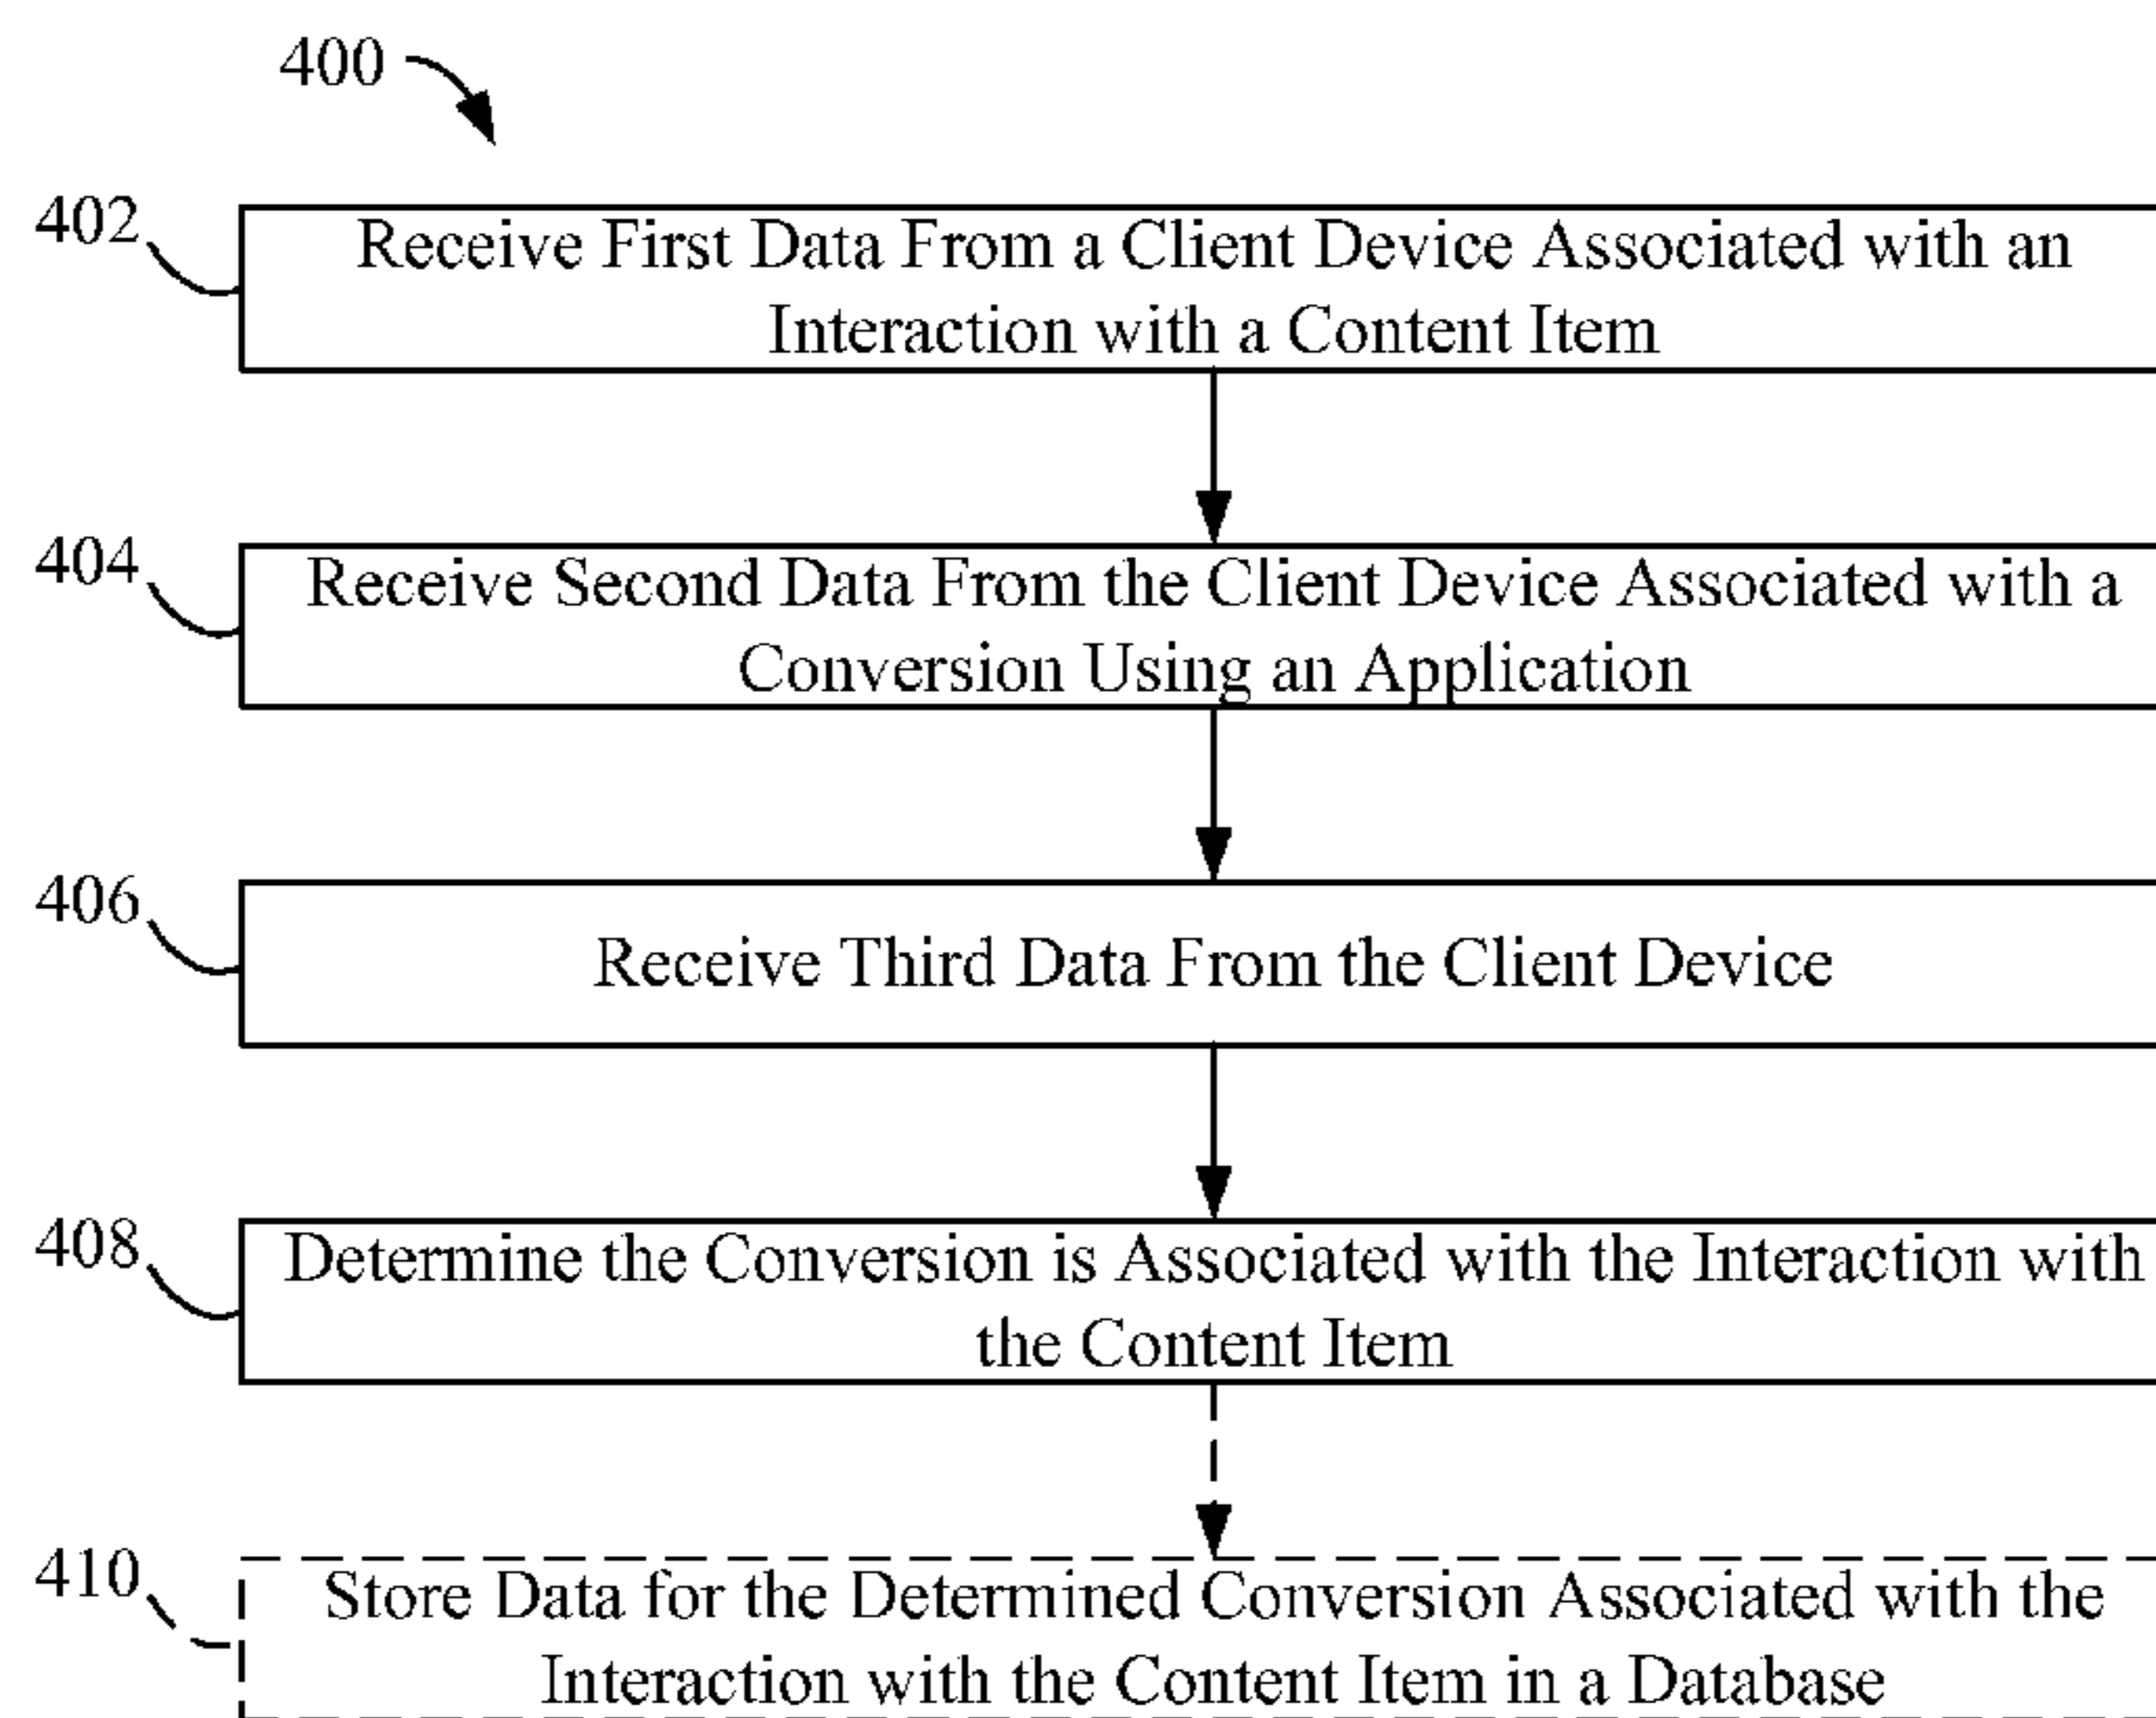 400
402
Receive First Data From a Client Device Associated with an
Interaction with a Content Item
404
Receive Second Data From the Client Device Associated with a
Conversion Using an Application
406
Receive Third Data From the Client Device
408
Determine the Conversion is Associated with the Interaction with
the Content Item
410
Store Data for the Determined Conversion Associated with the
Interaction with the Content Item in a Database